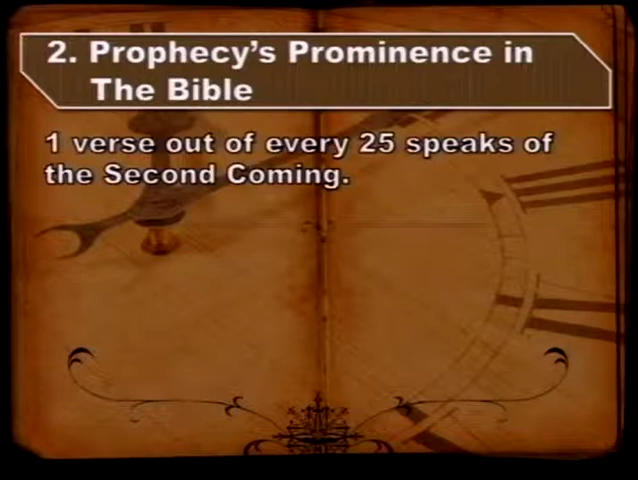 2. Prophecy's Prominence in
The Bible
1 verse out of every 25 speaks of
the Second Coming.